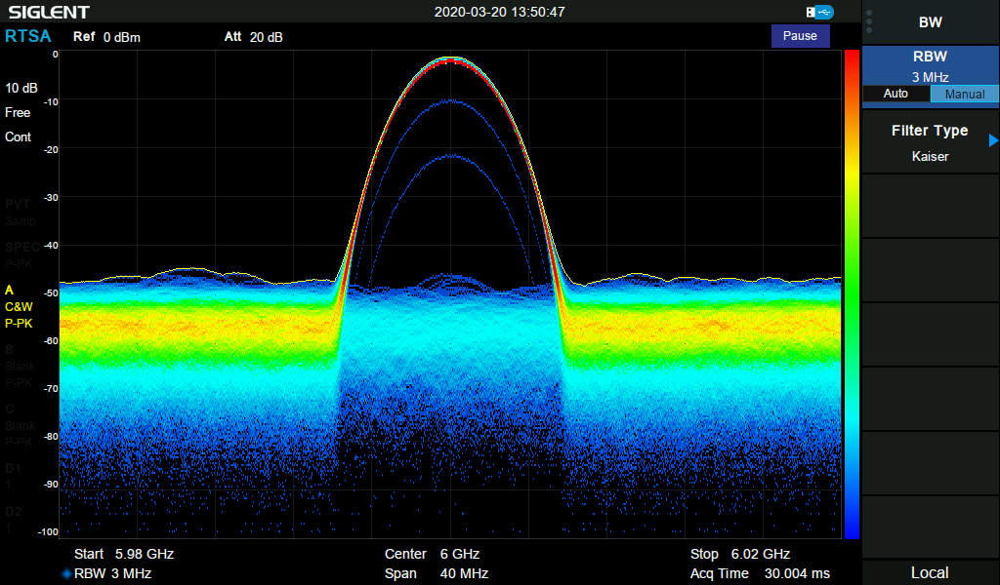 SIGLENT
2020-03-20 13:50:47
RTSA
Ref 0 dBm
Att 20 dB
Pause
10 dB
Free
Cont
PVT
Samp
SPEC
P-PK
A
C&W
P-PK
B
Blank
P-PK
C
Blank
P-PK
D1
1
D2
1
0
-10
-20
-30
-40
-50
-60
-70
-80
-90
-100
Start 5.98 GHz
Center 6 GHz
Stop 6.02 GHz
RBW 3 MHz
Span 40 MHz
Acq Time 30.004 ms
BW
RBW
3 MHz
Auto Manual
Filter Type
Kaiser
Local